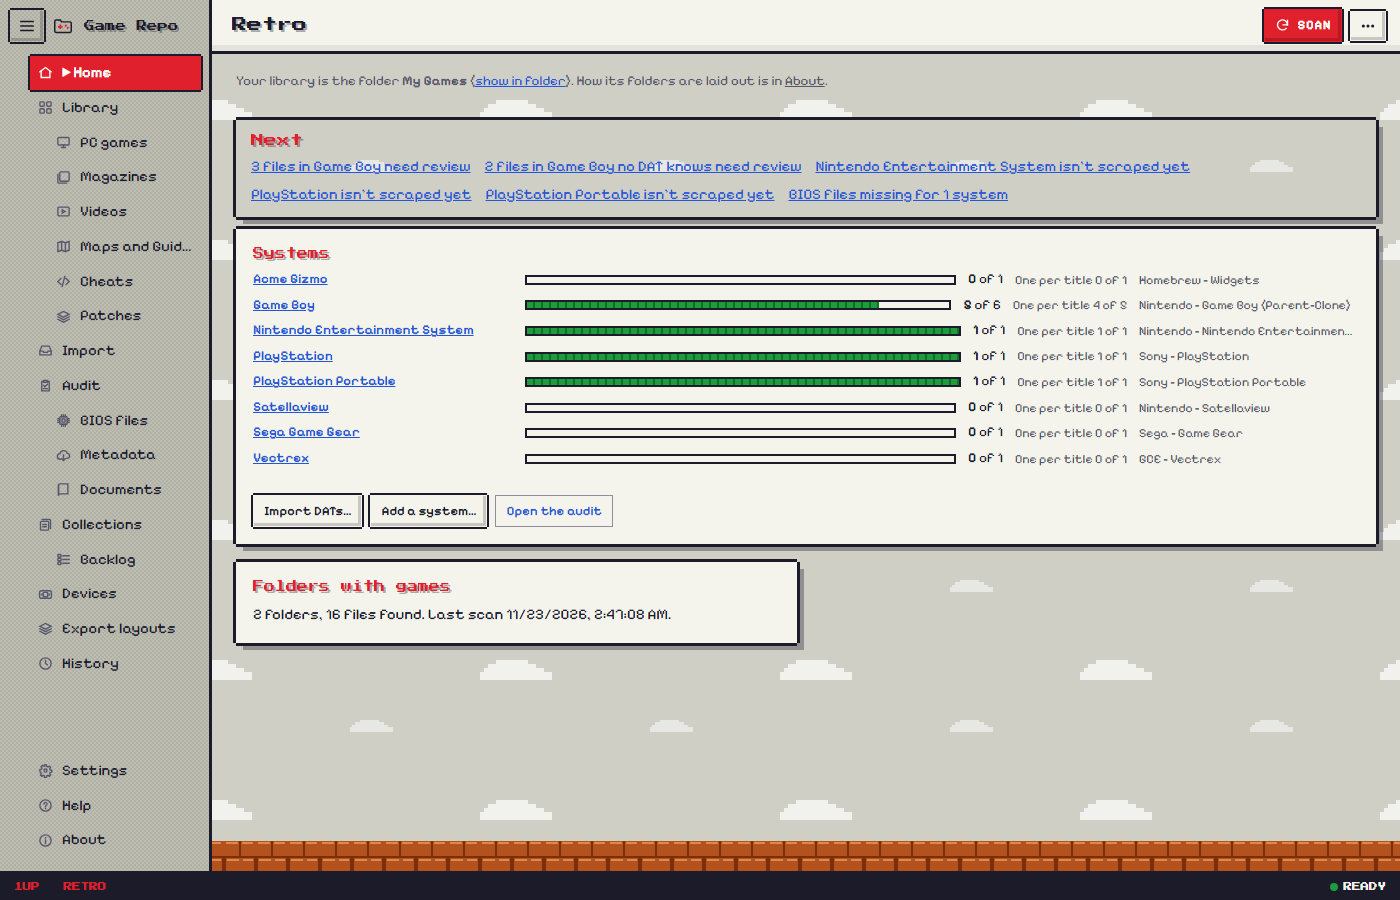 Game Repo
Retro
SCAN
Home
Library
PC games
Magazines
Videos
Maps and Guid...
Cheats
Patches
Import
Audit
BIOS files
Metadata
Documents
Collections
Backlog
Devices
Export layouts
History
Settings
Help
About
Your library is the folder My Games (show in folder). How its folders are laid out is in About.
Next
3 files in Game Boy need review 2 files in Game Boy no DAT knows need review Nintendo Entertainment System isn't scraped yet
PlayStation isn't scraped yet PlayStation Portable isn't scraped yet BIOS files missing for 1 system
Systems
Acme Gizmo 0 of 1 One per title 0 of 1 Homebrew - Widgets
Game Boy 5 of 6 One per title 4 of 5 Nintendo - Game Boy (Parent-Clone)
Nintendo Entertainment System 1 of 1 One per title 1 of 1 Nintendo - Nintendo Entertainmen...
PlayStation 1 of 1 One per title 1 of 1 Sony - PlayStation
PlayStation Portable 1 of 1 One per title 1 of 1 Sony - PlayStation Portable
Satellaview 0 of 1 One per title 0 of 1 Nintendo - Satellaview
Sega Game Gear 0 of 1 One per title 0 of 1 Sega - Game Gear
Vectrex 0 of 1 One per title 0 of 1 GCE - Vectrex
Import DATs... Add a system... Open the audit
Folders with games
2 folders, 16 files found. Last scan 11/23/2026, 2:47:08 AM.
1UP RETRO
READY